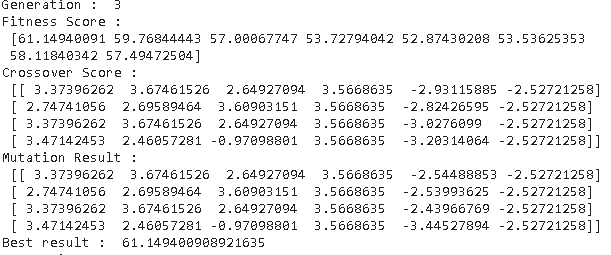 Generation :  3
Fitness Score :
 [61.14940091 59.76844443 57.00067747 53.72794042 52.87430208 53.53625353
 58.11840342 57.49472504]
Crossover Score :
 [[ 3.37396262  3.67461526  2.64927094  3.5668635  -2.93115885 -2.52721258]
 [ 2.74741056  2.69589464  3.60903151  3.5668635  -2.82426595 -2.52721258]
 [ 3.37396262  3.67461526  2.64927094  3.5668635  -3.0276099  -2.52721258]
 [ 3.47142453  2.46057281 -0.97098801  3.5668635  -3.20314064 -2.52721258]]
Mutation Result :
 [[ 3.37396262  3.67461526  2.64927094  3.5668635  -2.54488853 -2.52721258]
 [ 2.74741056  2.69589464  3.60903151  3.5668635  -2.53993625 -2.52721258]
 [ 3.37396262  3.67461526  2.64927094  3.5668635  -2.43966769 -2.52721258]
 [ 3.47142453  2.46057281 -0.97098801  3.5668635  -3.44527894 -2.52721258]]
Best result :  61.149400908921635